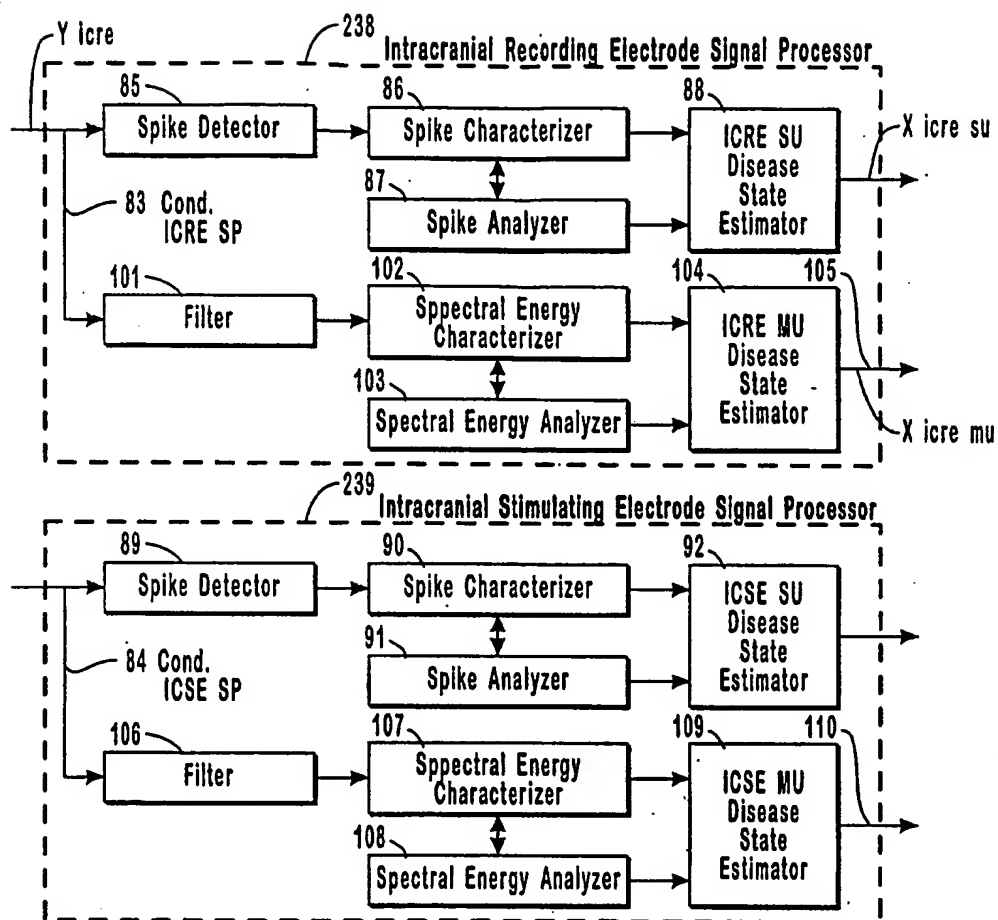 Y icre
238
Intracranial Recording Electrode Signal Processor
85
Spike Detector
86
Spike Characterizer
88
ICRE SU
Disease
State
Estimator
X icre su
83 Cond.
ICRE SP
87
Spike Analyzer
101
Filter
102
Sppectral Energy
Characterizer
104
105
ICRE MU
Disease
State
Estimator
103
Spectral Energy Analyzer
X icre mu
239
Intracranial Stimulating Electrode Signal Processor
89
Spike Detector
90
Spike Characterizer
92
ICSE SU
Disease
State
Estimator
84 Cond.
ICSE SP
91
Spike Analyzer
106
Filter
107
Sppectral Energy
Characterizer
109
110
ICSE MU
Disease
State
Estimator
108
Spectral Energy Analyzer